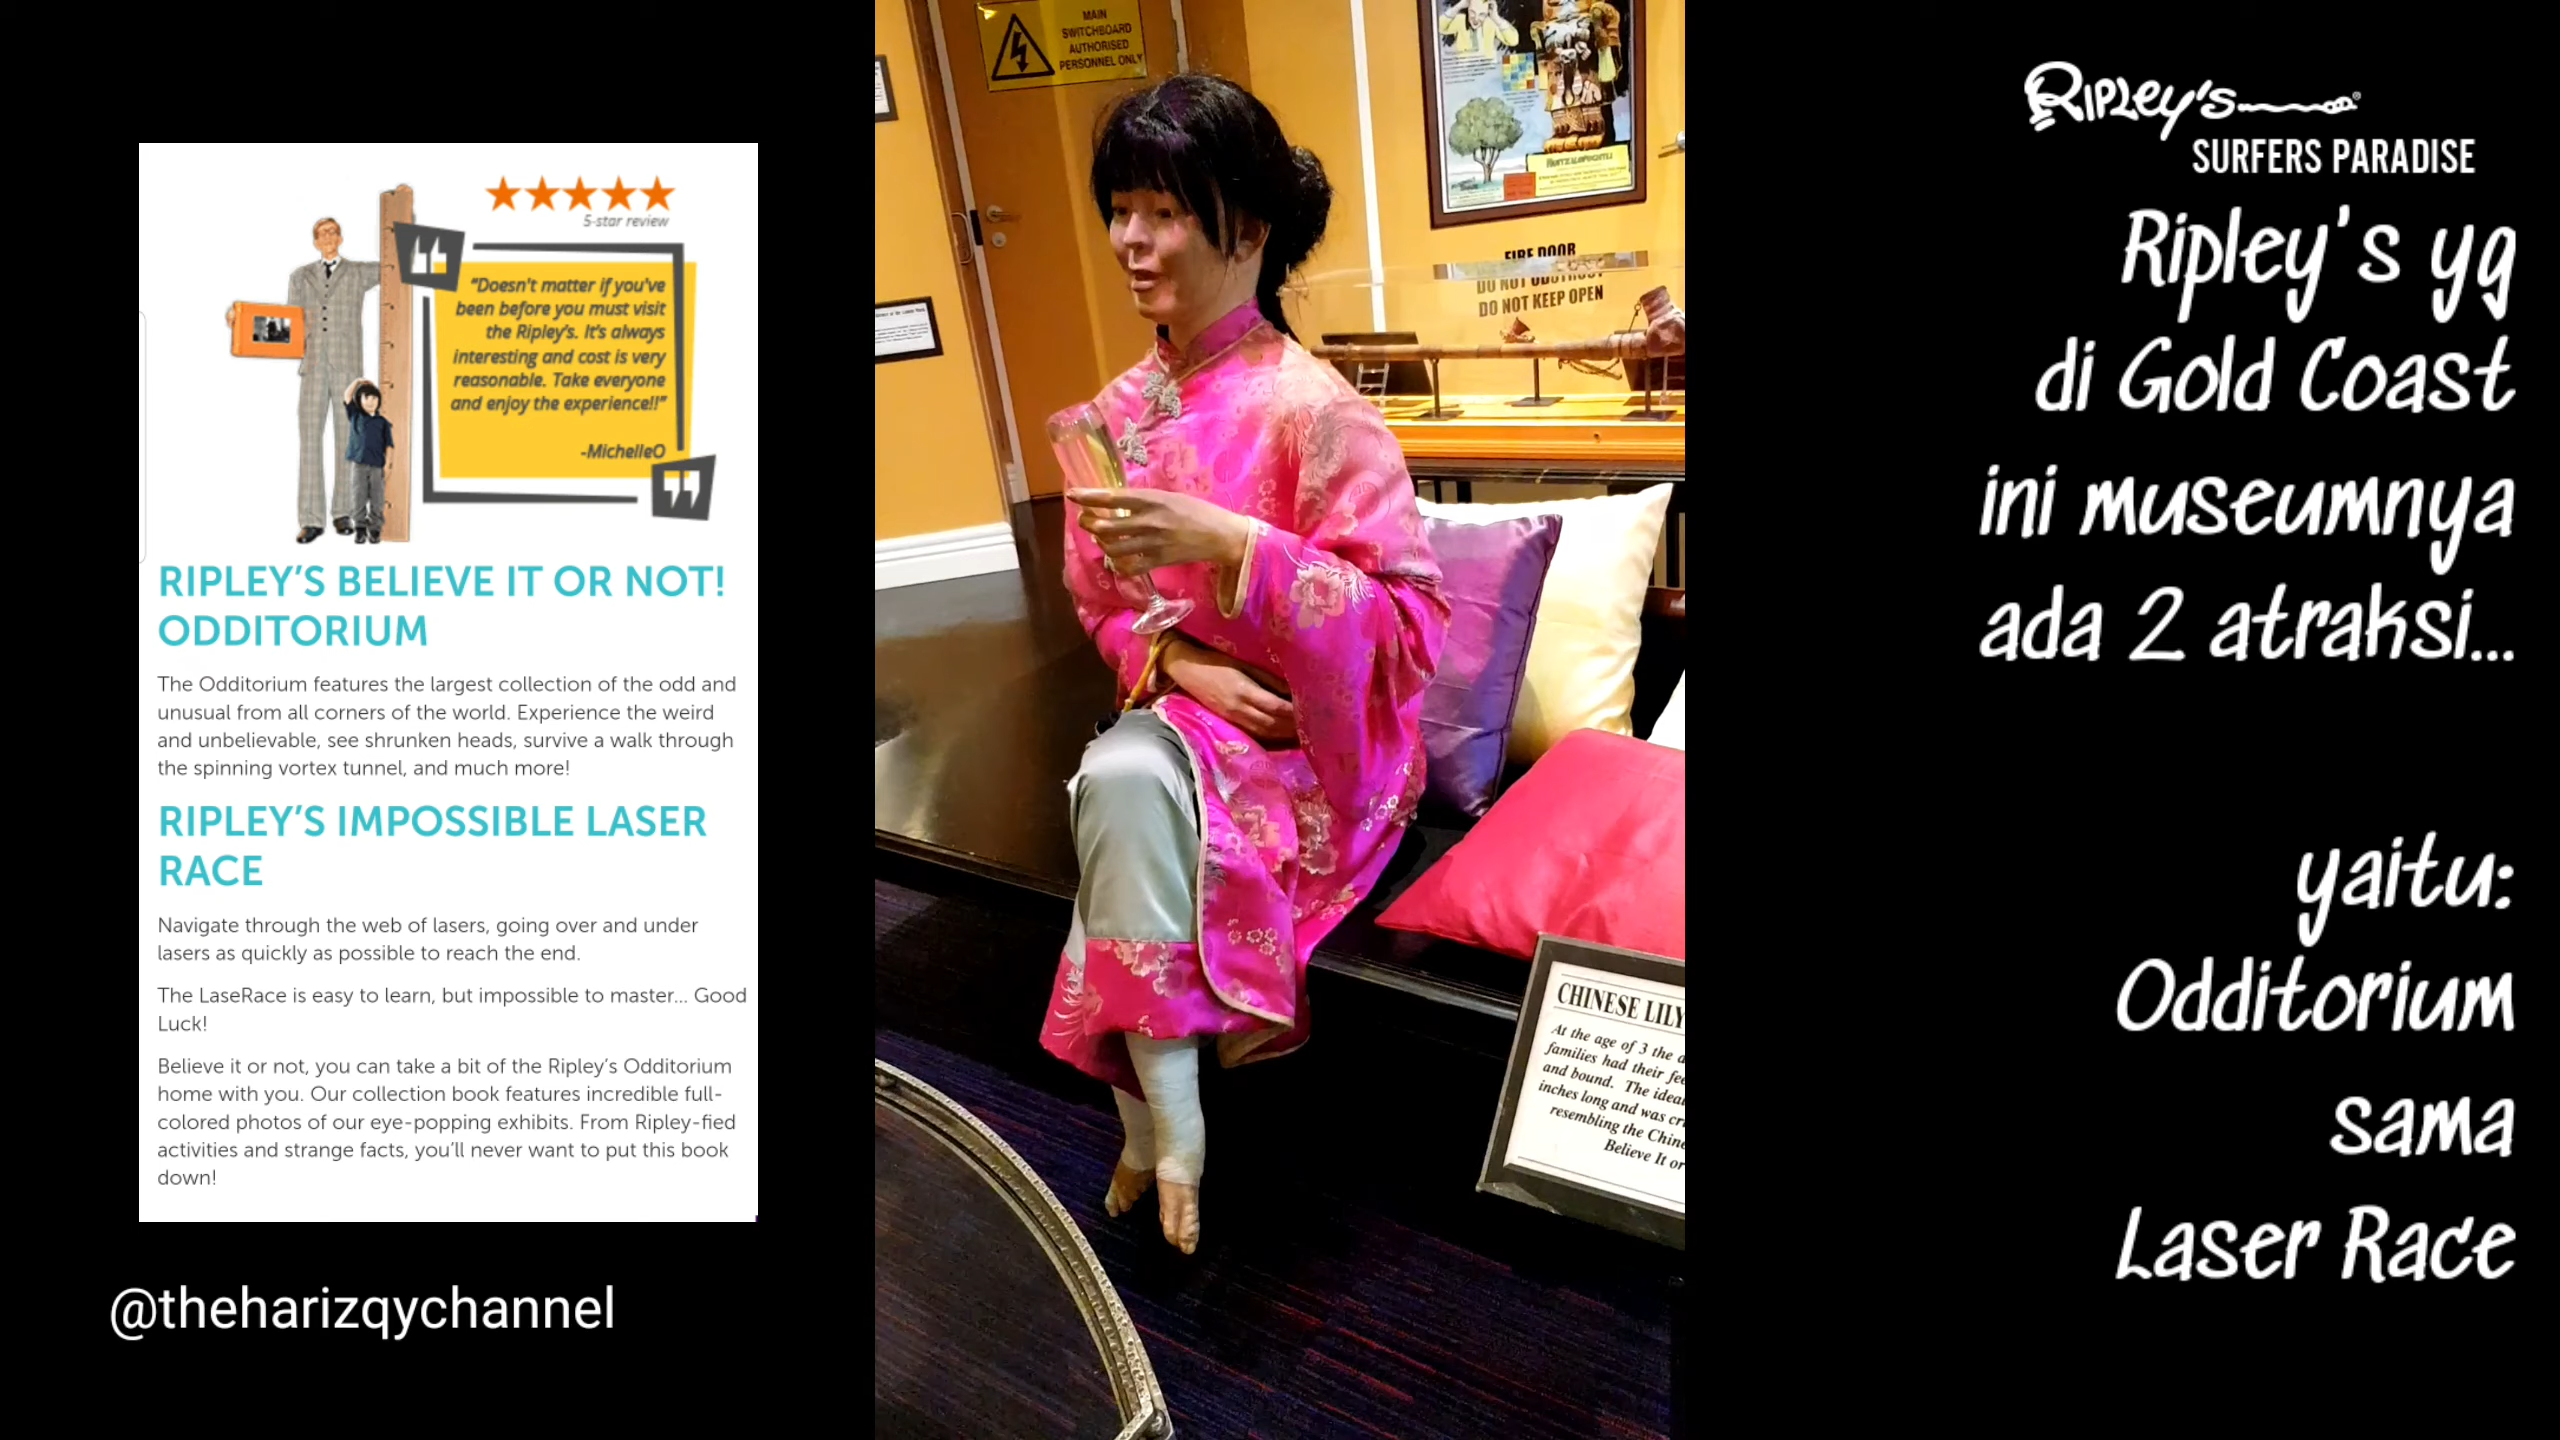 ★★★★★
5-star review
"Doesn't matter if you've
been before you must visit
the Ripley's. It's always
interesting and cost is very
reasonable. Take everyone
and enjoy the experience!!"
-MichelleO
RIPLEY'S BELIEVE IT OR NOT!
ODDITORIUM
The Odditorium features the largest collection of the odd and
unusual from all corners of the world. Experience the weird
and unbelievable, see shrunken heads, survive a walk through
the spinning vortex tunnel, and much more!
RIPLEY'S IMPOSSIBLE LASER
RACE
Navigate through the web of lasers, going over and under
lasers as quickly as possible to reach the end.
The LaseRace is easy to learn, but impossible to master... Good
Luck!
Believe it or not, you can take a bit of the Ripley's Odditorium
home with you. Our collection book features incredible full-
colored photos of our eye-popping exhibits. From Ripley-fied
activities and strange facts, you'll never want to put this book
down!
@theharizqychannel
MAIN
SWITCHBOARD
AUTHORISED
PERSONNEL ONLY
FIRE DOOR
DO NOT OBSTRUCT
DO NOT KEEP OPEN
CHINESE LILY
At the age of 3 the
families had their
and bound. The ideal
inches long and was
resembling the
Believe It or
Ripley's
SURFERS PARADISE
Ripley's yg
di Gold Coast
ini museumnya
ada 2 atraksi...
yaitu:
Odditorium
sama
Laser Race